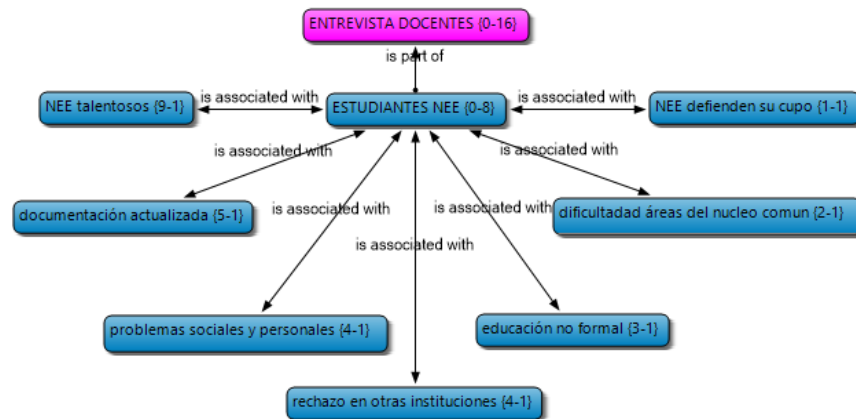 ENTREVISTA DOCENTES {0-16}
is part of
NEE talentosos {9-1}
is associated with
ESTUDIANTES NEE {0-8}
is associated with
NEE defienden su cupo {1-1}
is associated with
is associated with
documentación actualizada {5-1}
is associated with
is associated with
dificultadad áreas del nucleo comun {2-1}
is associated with
problemas sociales y personales {4-1}
educación no formal {3-1}
rechazo en otras instituciones {4-1}